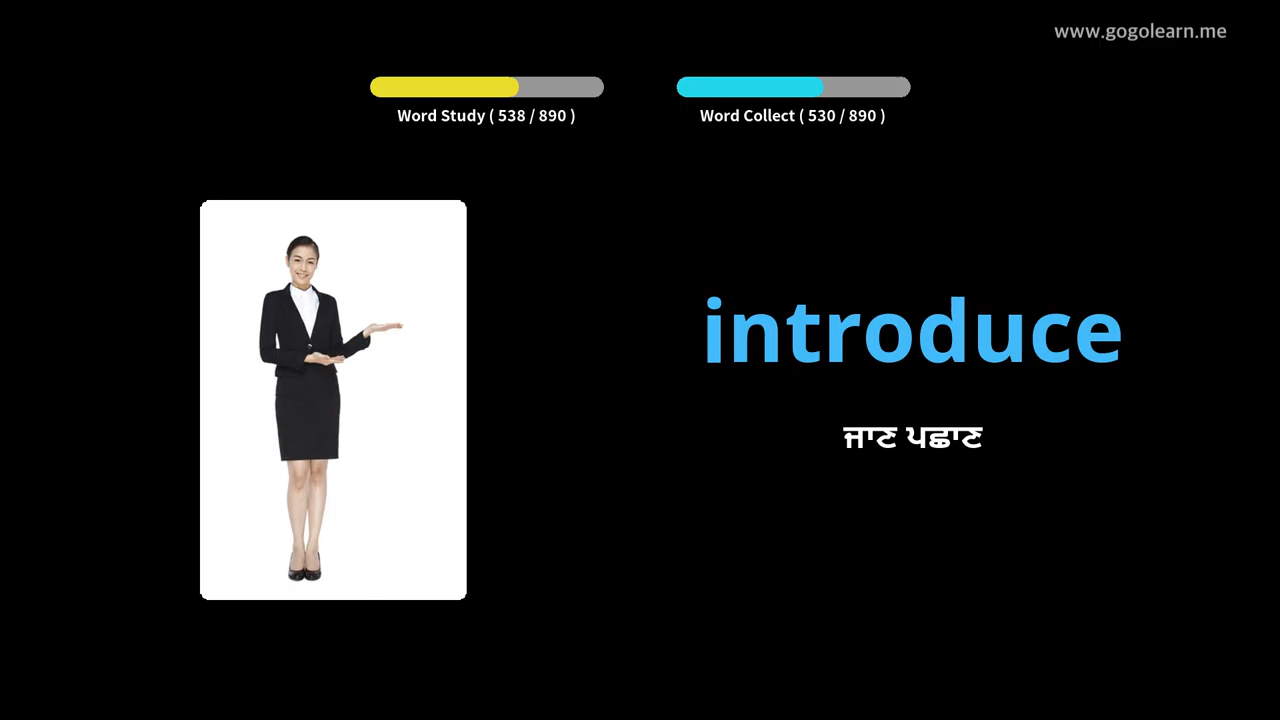 www.gogolearn.me
Word Study ( 538 / 890 )
Word Collect ( 530 / 890 )
introduce
ਜਾਣ ਪਛਾਣ